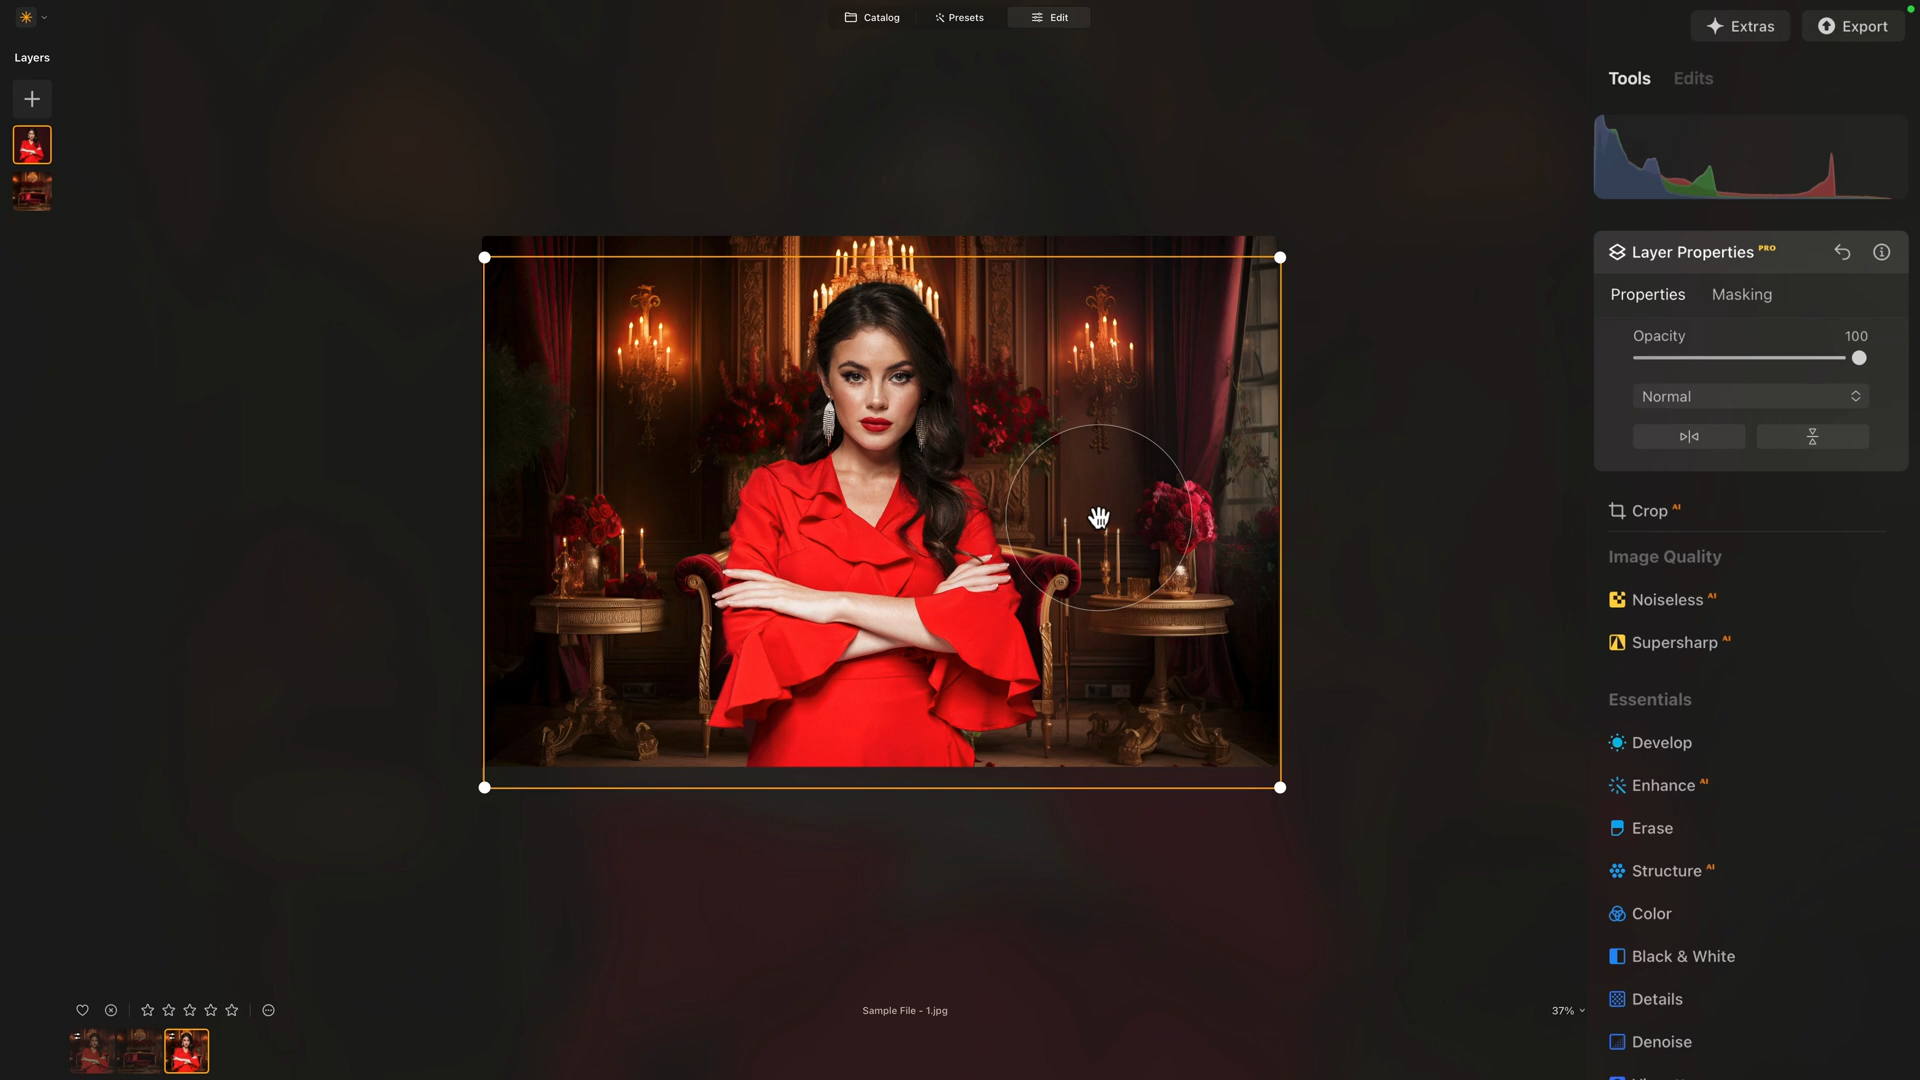 Catalog
Presets
Edit
Extras
Export
Layers
Tools
Edits
Layer Properties PRO
Properties
Masking
Opacity
100
Normal
Crop AI
Image Quality
Noiseless AI
Supersharp AI
Essentials
Develop
Enhance AI
Erase
Structure AI
Color
Black & White
Details
Denoise
Sample File - 1.jpg
37%